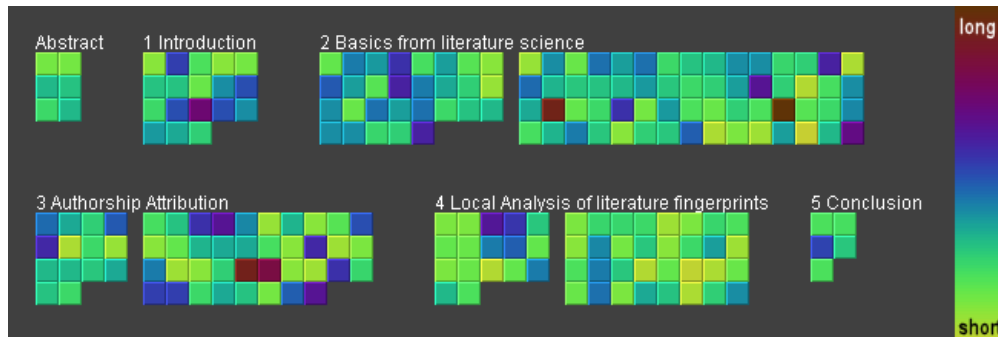 Abstract
1 Introduction
2 Basics from literature science
long
3 Authorship Attribution
4 Local Analysis of literature fingerprints
5 Conclusion
short